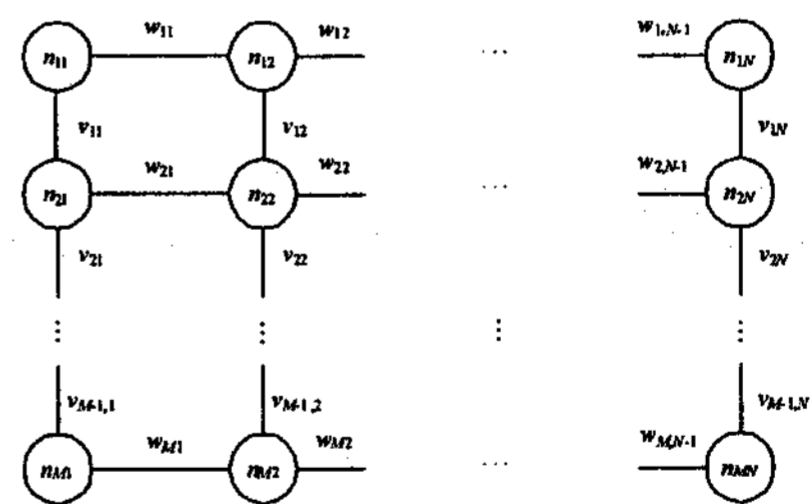 w11 w12 ... w1,N-1
n11 n12 n1N
v11 v12 v1N
w21 w22 ... w2,N-1
n21 n22 n2N
v21 v22 v2N
⋮ ⋮ ⋮ ⋮
vM-1,1 vM-1,2 vM-1,N
wM1 wM2 ... wM,N-1
nM1 nM2 nMN